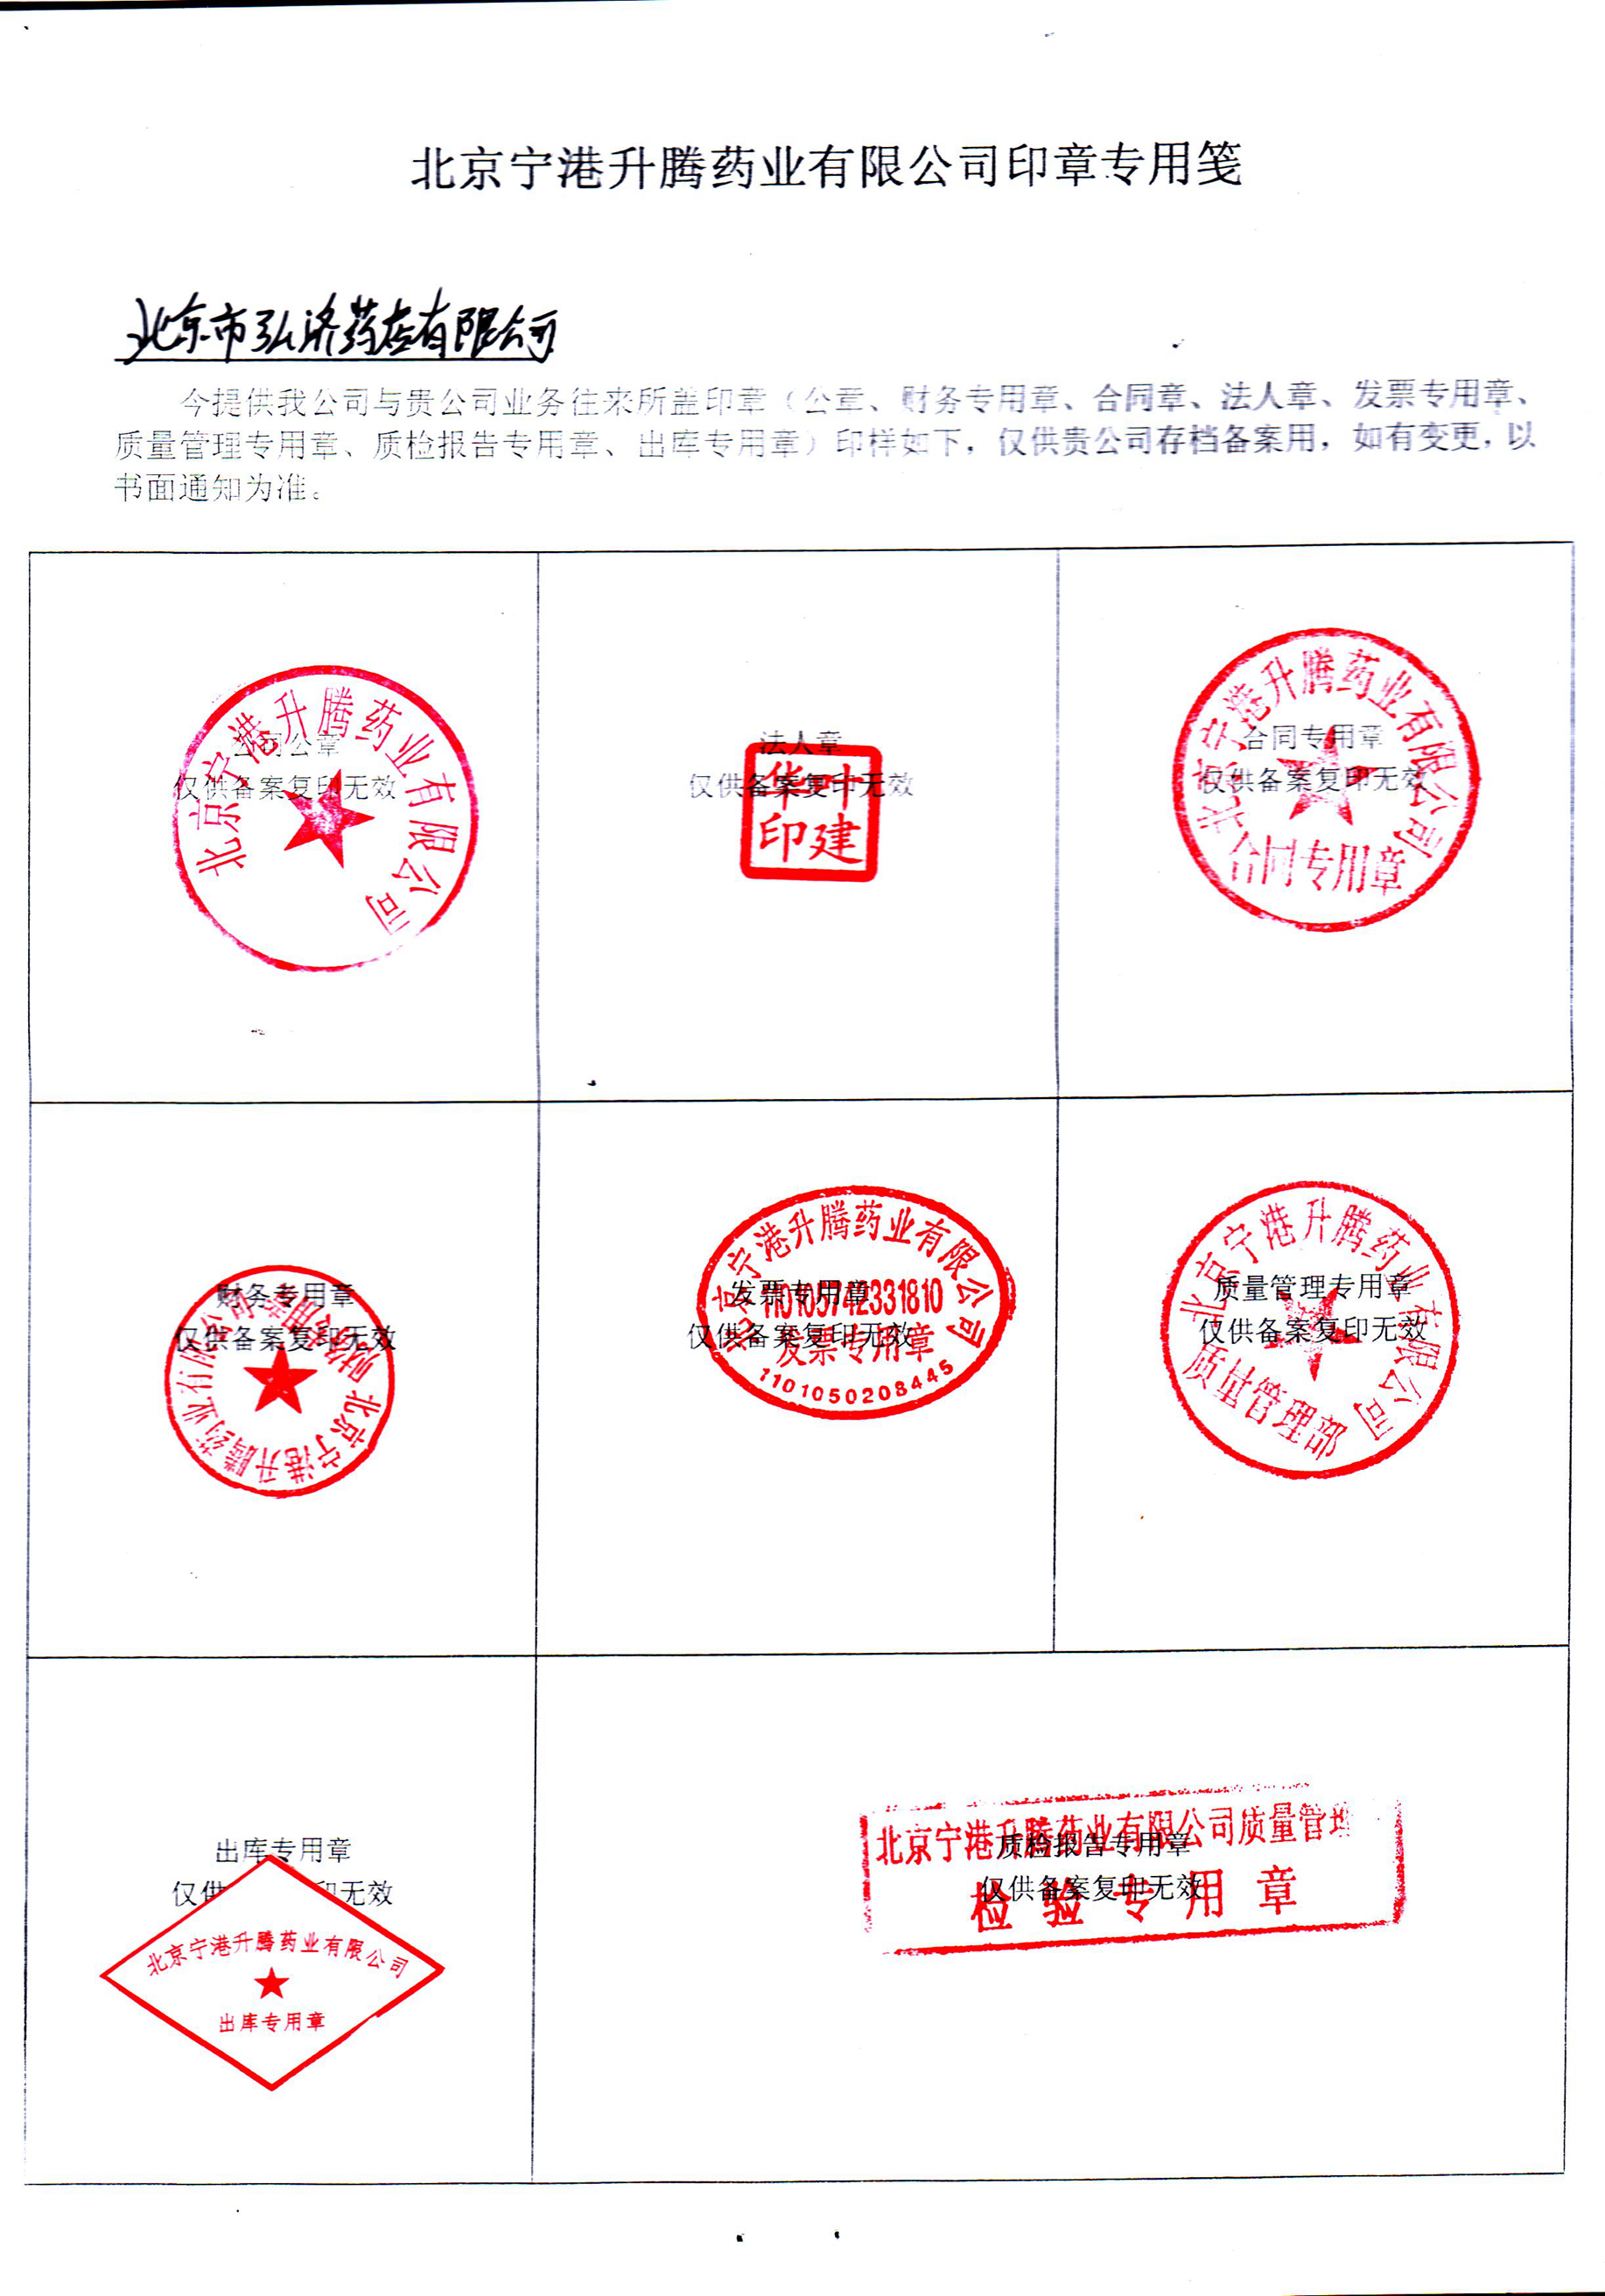 北京宁港升腾药业有限公司印章专用笺
北京市弘济药店有限公司
今提供我公司与贵公司业务往来所盖印章（公章、财务专用章、合同章、法人章、发票专用章、
质量管理专用章、质检报告专用章、出库专用章）印样如下，仅供贵公司存档备案用，如有变更，以
书面通知为准。
北京宁港升腾药业有限公司
公司公章
仅供备案复印无效
法人章
仅供备案复印无效
华叶
印建
北京宁港升腾药业有限公司
合同专用章
仅供备案复印无效
合同专用章
财务专用章
仅供备案复印无效
北京宁港升腾药业有限公司
财务专用章
北京宁港升腾药业有限公司
发票专用章
110105742331810
仅供备案复印无效
发票专用章
1101050208445
北京宁港升腾药业有限公司
质量管理专用章
仅供备案复印无效
质量管理部
出库专用章
仅供 印无效
北京宁港升腾药业有限公司
出库专用章
北京宁港升腾药业有限公司质量管理
质检报告专用章
仅供备案复印无效
检验专用章